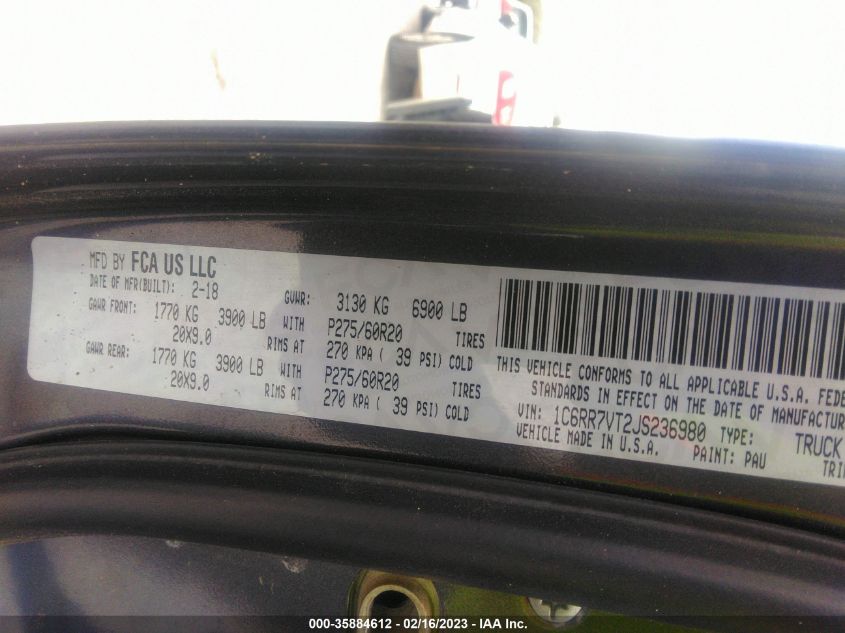 MFD BY FCA US LLC
DATE OF MFR(BUILT): 2-18 GVWR: 3130 KG 6900 LB
GAWR FRONT: 1770 KG 3900 LB WITH P275/60R20 TIRES
20X9.0 RIMS AT 270 KPA ( 39 PSI) COLD
GAWR REAR: 1770 KG 3900 LB WITH P275/60R20 TIRES
20X9.0 RIMS AT 270 KPA ( 39 PSI) COLD
THIS VEHICLE CONFORMS TO ALL APPLICABLE U.S.A. FEDE
STANDARDS IN EFFECT ON THE DATE OF MANUFACTUR
VIN: 1C6RR7VT2JS236980 TYPE: TRUCK
VEHICLE MADE IN U.S.A. PAINT: PAU TRI
000-35884612 - 02/16/2023 - IAA Inc.